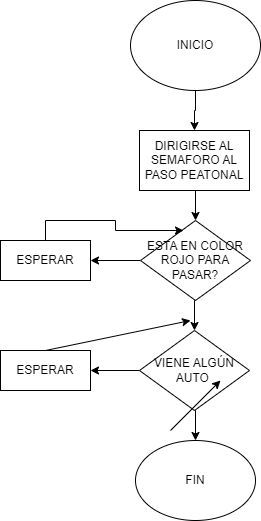 INICIO
DIRIGIRSE AL
SEMAFORO AL
PASO PEATONAL
ESTA EN COLOR
ROJO PARA
PASAR?
ESPERAR
VIENE ALGÚN
AUTO
ESPERAR
FIN